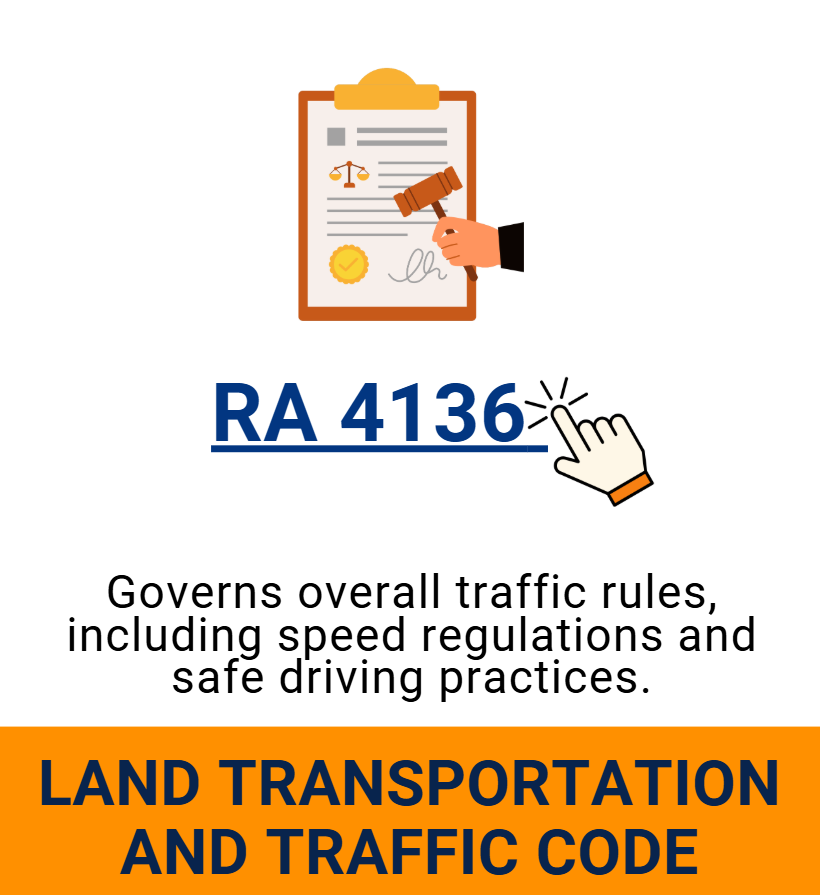 RA 4136
Governs overall traffic rules,
including speed regulations and
safe driving practices.
LAND TRANSPORTATION
AND TRAFFIC CODE